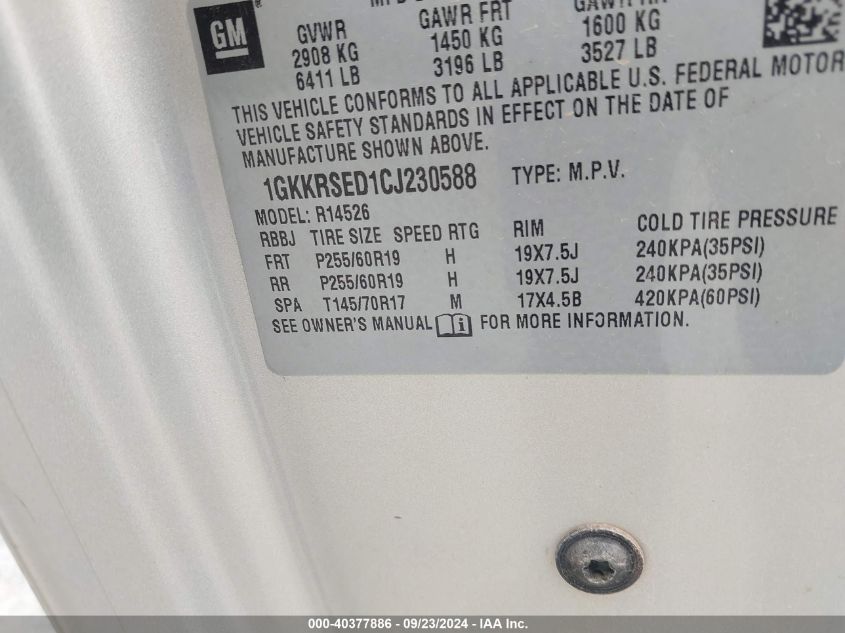 GM
GVWR GAWR FRT GAWR RR
2908 KG 1450 KG 1600 KG
6411 LB 3196 LB 3527 LB
THIS VEHICLE CONFORMS TO ALL APPLICABLE U.S. FEDERAL MOTOR
VEHICLE SAFETY STANDARDS IN EFFECT ON THE DATE OF
MANUFACTURE SHOWN ABOVE.
1GKKRSED1CJ230588 TYPE: M.P.V.
MODEL: R14526
RBBJ TIRE SIZE SPEED RTG RIM COLD TIRE PRESSURE
FRT P255/60R19 H 19X7.5J 240KPA(35PSI)
RR P255/60R19 H 19X7.5J 240KPA(35PSI)
SPA T145/70R17 M 17X4.5B 420KPA(60PSI)
SEE OWNER'S MANUAL FOR MORE INFORMATION.
000-40377886 - 09/23/2024 - IAA Inc.